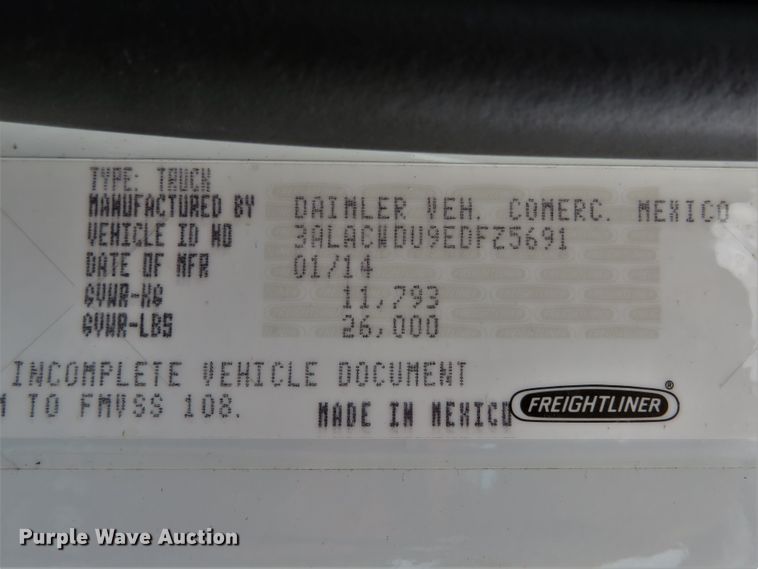 TYPE: TRUCK
MANUFACTURED BY DAIMLER VEH. COMERC. MEXICO
VEHICLE ID NO 3ALACWDU9EDFZ5691
DATE OF MFR 01/14
GVWR-KG 11,793
GVWR-LBS 26,000
INCOMPLETE VEHICLE DOCUMENT
TO FMVSS 108.
MADE IN MEXICO FREIGHTLINER®
Purple Wave Auction